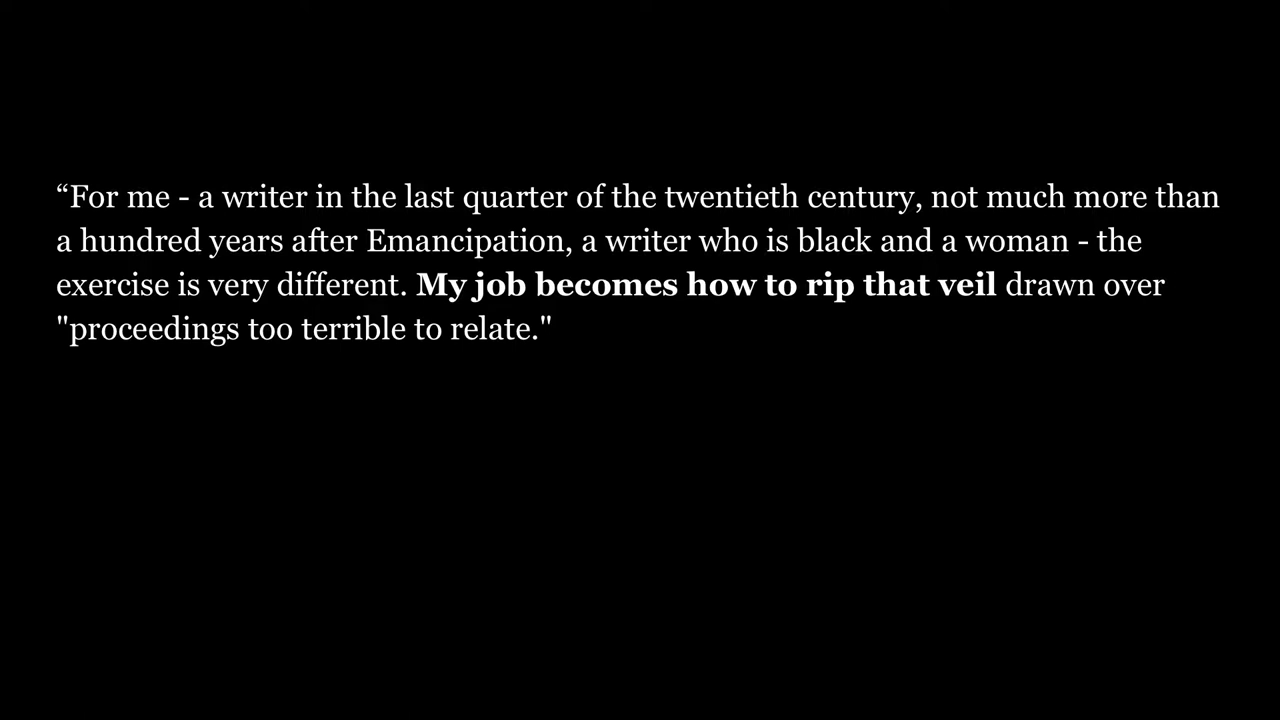 “For me - a writer in the last quarter of the twentieth century, not much more than
a hundred years after Emancipation, a writer who is black and a woman - the
exercise is very different. My job becomes how to rip that veil drawn over
"proceedings too terrible to relate."